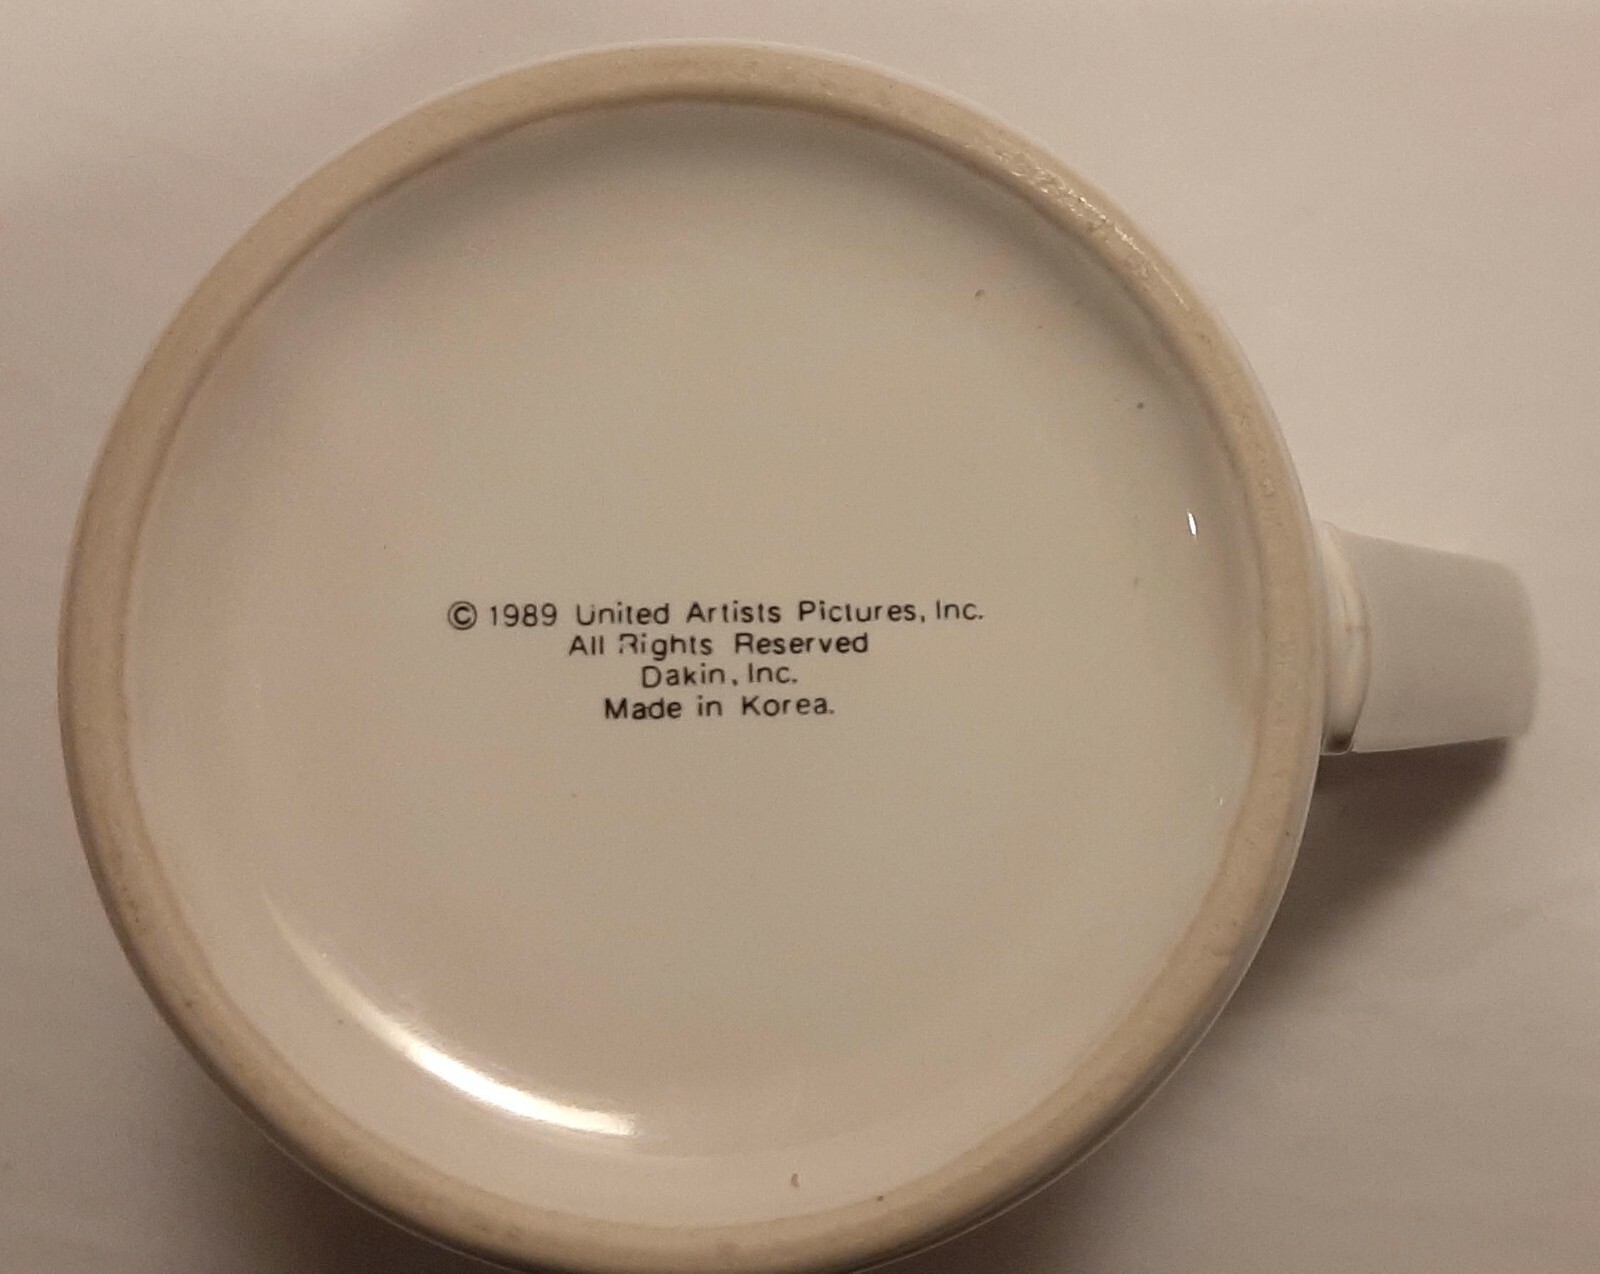 © 1989 United Artists Pictures, Inc.
All Rights Reserved
Dakin, Inc.
Made in Korea.